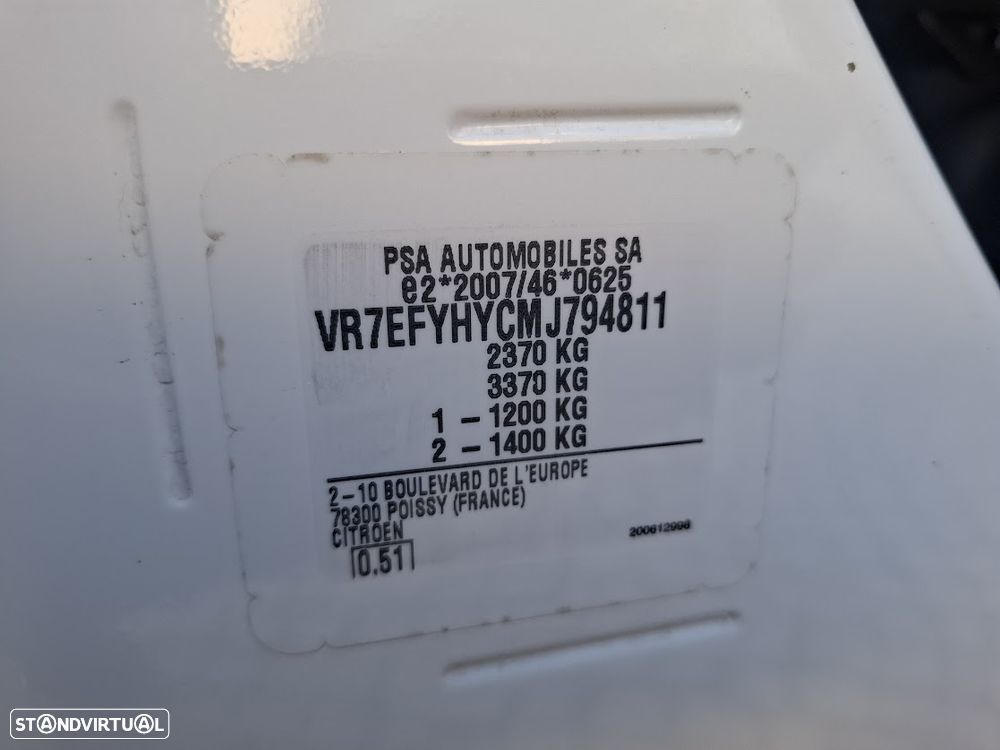 PSA AUTOMOBILES SA
e2*2007/46*0625
VR7EFYHYCMJ794811
2370 KG
3370 KG
1 - 1200 KG
2 - 1400 KG
2-10 BOULEVARD DE L'EUROPE
78300 POISSY (FRANCE)
CITROEN
0.51
200612998
STANDVIRTUAL